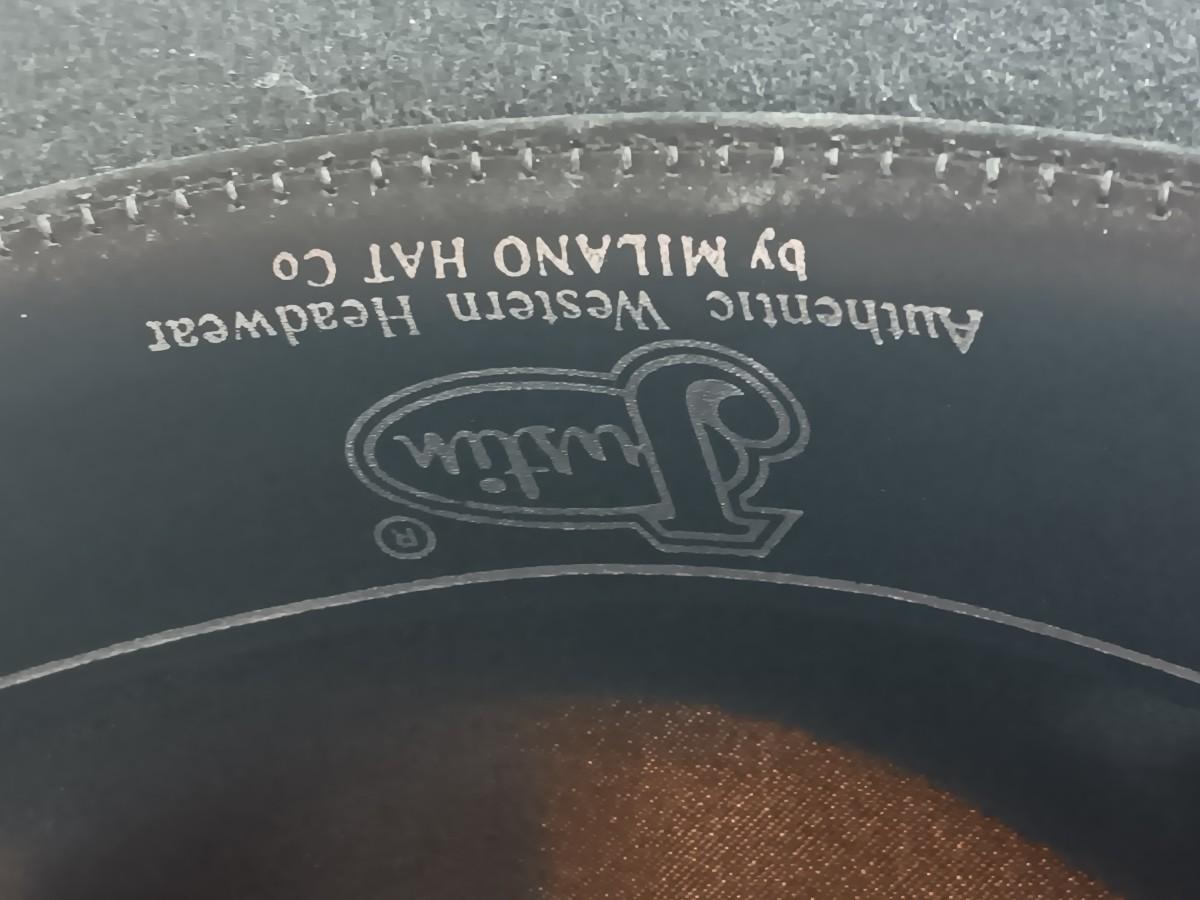 Justin
®
Authentic Western Headwear
by MILANO HAT Co